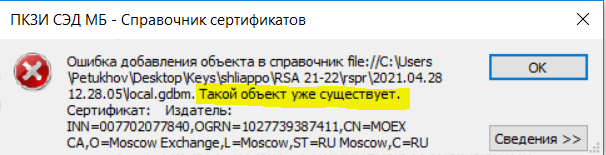 ПКЗИ СЭД МБ - Справочник сертификатов
Ошибка добавления объекта в справочник file://C:\Users
\Petukhov\Desktop\Keys\shliappo\RSA 21-22\rspr\2021.04.28
12.28.05\local.gdbm. Такой объект уже существует.
Сертификат: Издатель:
INN=007702077840,OGRN=1027739387411,CN=MOEX
CA,O=Moscow Exchange,L=Moscow,ST=RU Moscow,C=RU
OK
Сведения >>